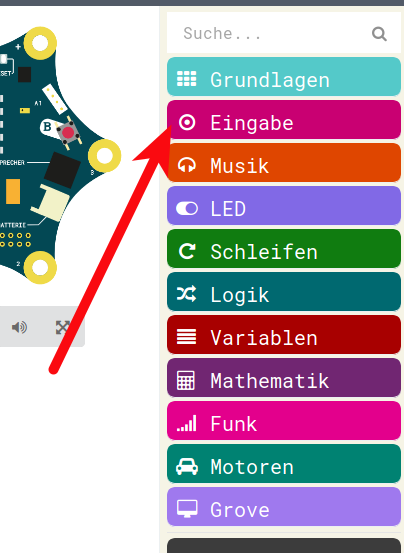 Suche...
+
SET
Grundlagen
A1
Eingabe
B
PRECHER
Musik
3
LED
BATTERIE
Schleifen
2
Logik
Variablen
Mathematik
Funk
Motoren
Grove